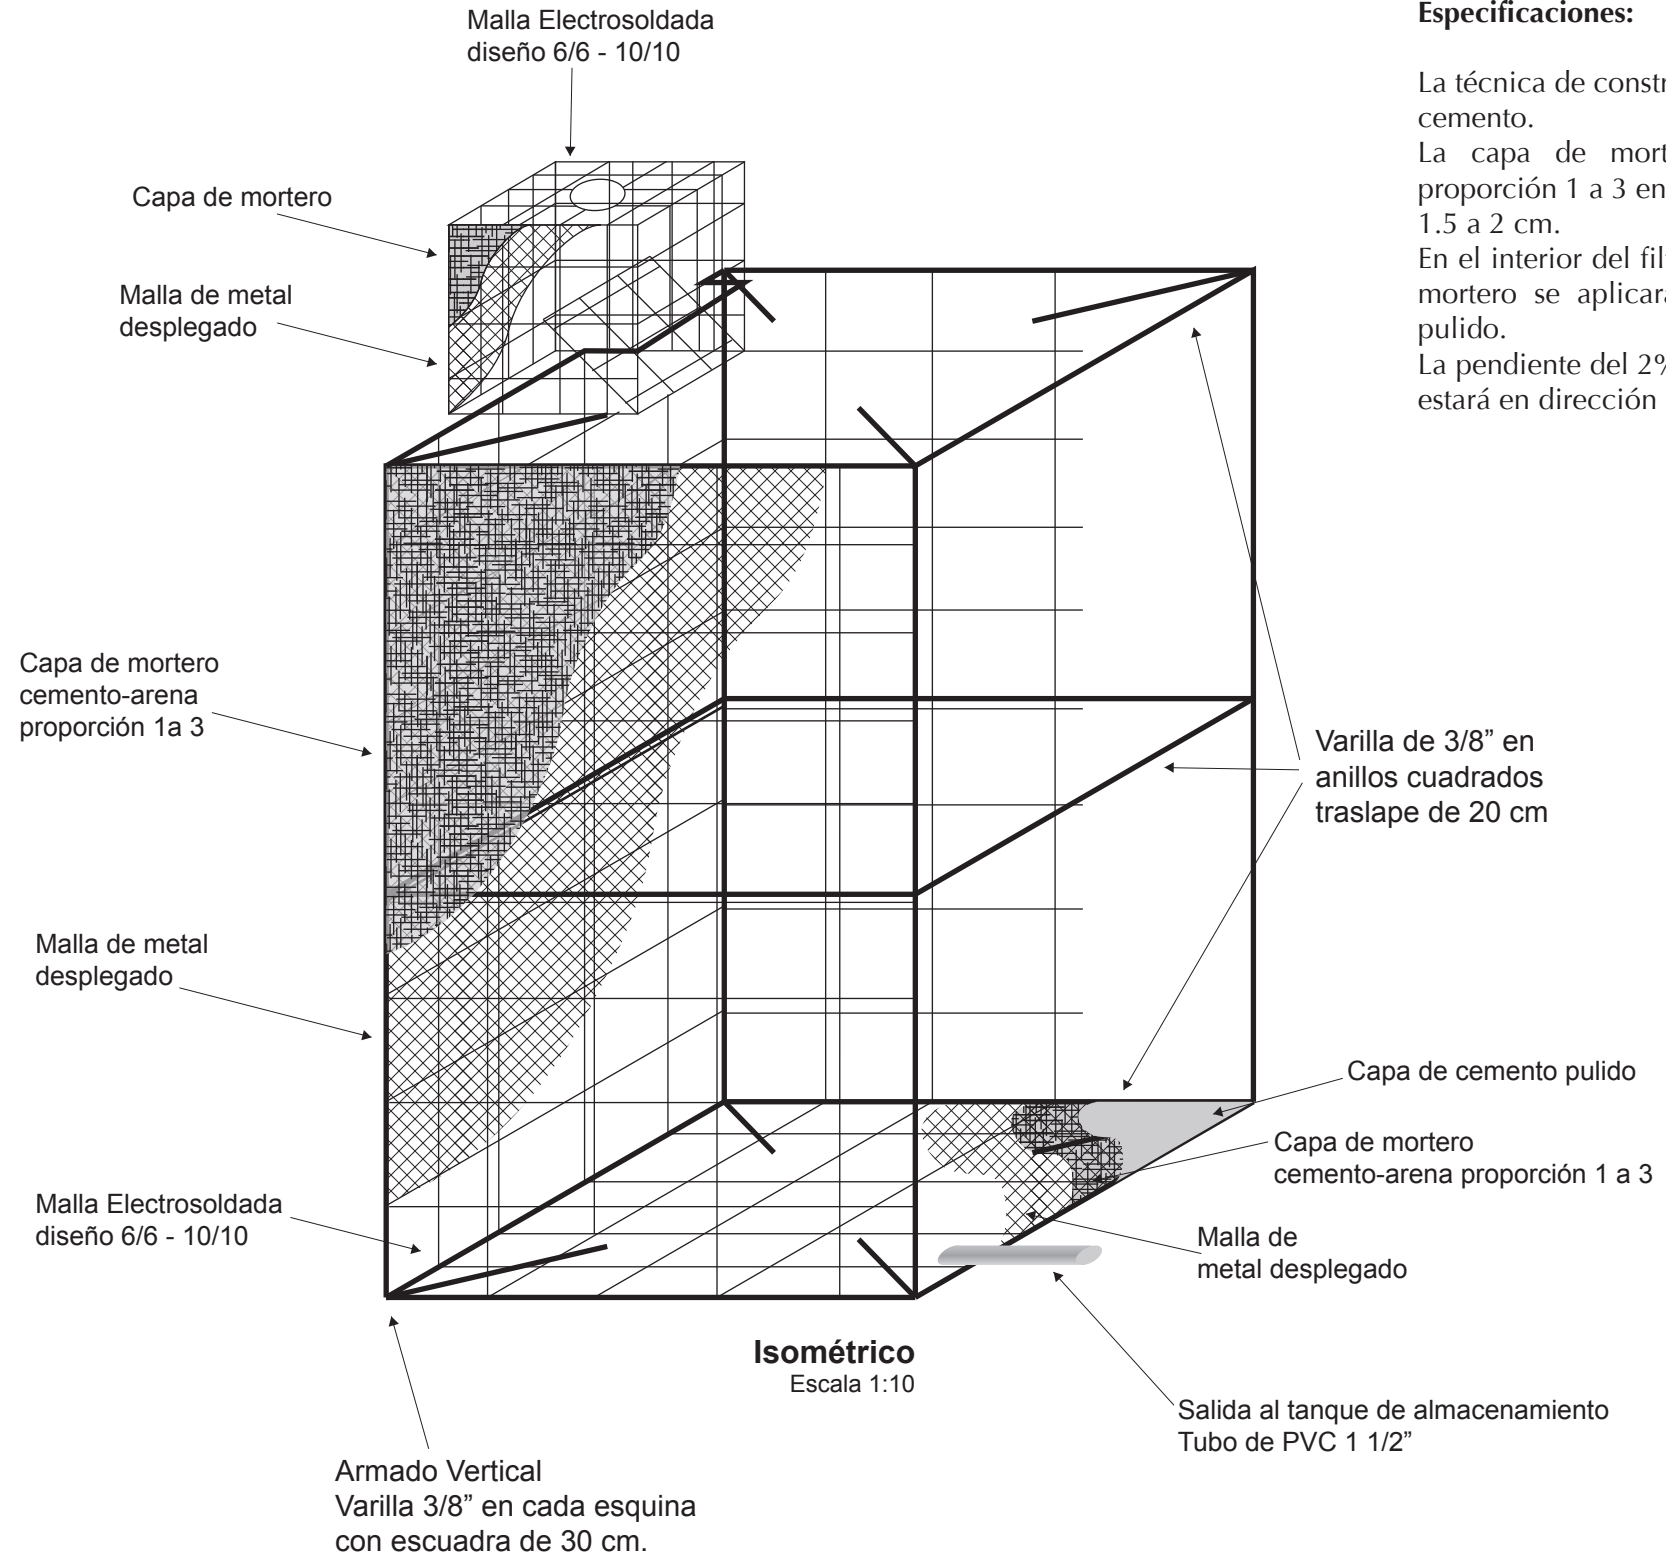 Malla Electrosoldada
diseño 6/6 - 10/10
Capa de mortero
Malla de metal
desplegado
Capa de mortero
cemento-arena
proporción 1a 3
Malla de metal
desplegado
Malla Electrosoldada
diseño 6/6 - 10/10
Armado Vertical
Varilla 3/8” en cada esquina
con escuadra de 30 cm.
Isométrico
Escala 1:10
Especificaciones:
La técnica de constr
cemento.
La capa de mort
proporción 1 a 3 en
1.5 a 2 cm.
En el interior del fil
mortero se aplicar
pulido.
La pendiente del 2%
estará en dirección
Varilla de 3/8” en
anillos cuadrados
traslape de 20 cm
Capa de cemento pulido
Capa de mortero
cemento-arena proporción 1 a 3
Malla de
metal desplegado
Salida al tanque de almacenamiento
Tubo de PVC 1 1/2”